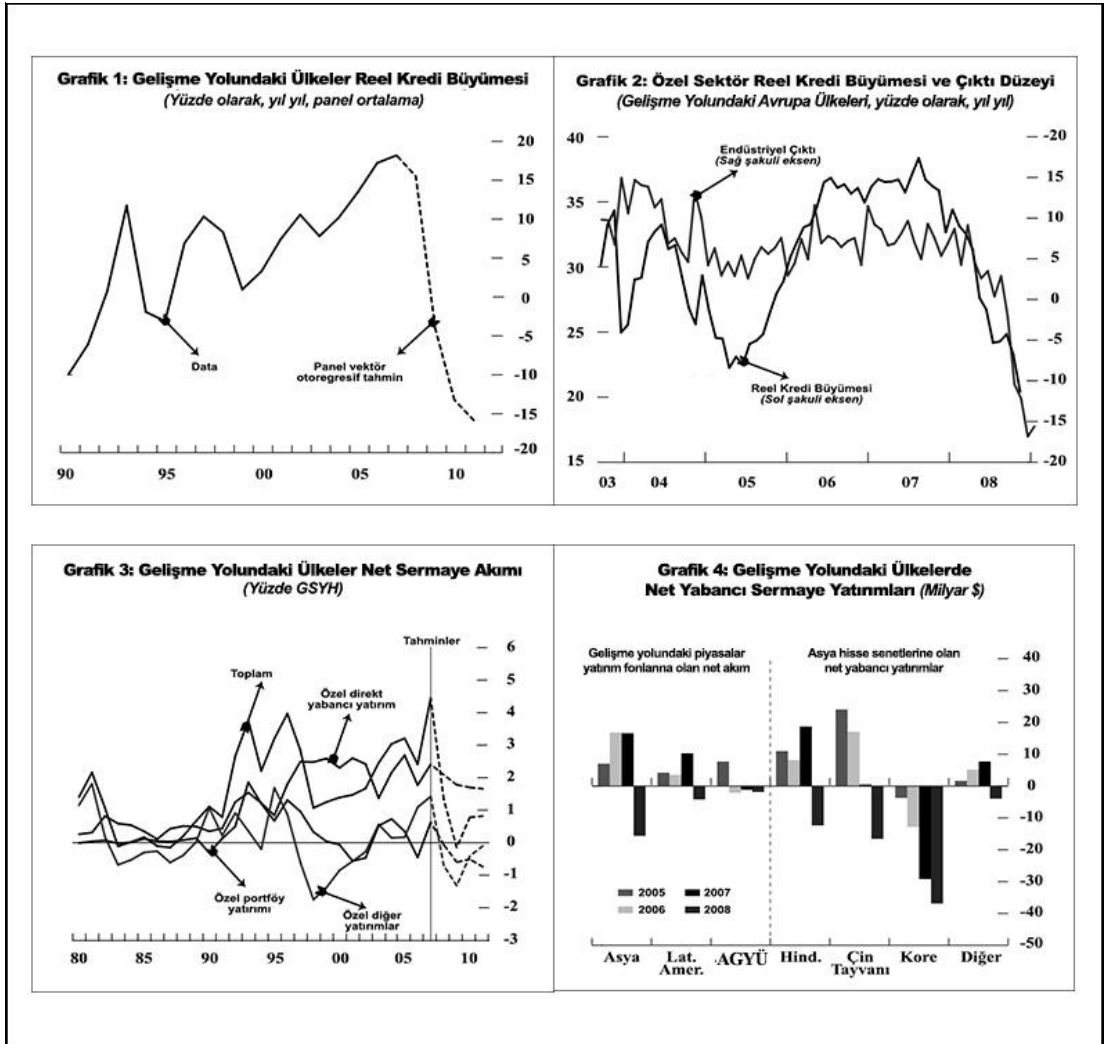 Grafik 1: Gelişme Yolundaki Ülkeler Reel Kredi Büyümesi
(Yüzde olarak, yıl yıl, panel ortalama)
20
15
10
5
0
-5
-10
-15
-20
Data
Panel vektör
otoregresif tahmin
90 95 00 05 10
Grafik 2: Özel Sektör Reel Kredi Büyümesi ve Çıktı Düzeyi
(Gelişme Yolundaki Avrupa Ülkeleri, yüzde olarak, yıl yıl)
40
35
30
25
20
15
Endüstriyel Çıktı
(Sağ şakuli eksen)
Reel Kredi Büyümesi
(Sol şakuli eksen)
-20
15
10
5
0
-5
-10
-15
-20
03 04 05 06 07 08
Grafik 3: Gelişme Yolundaki Ülkeler Net Sermaye Akımı
(Yüzde GSYH)
Tahminler
Toplam
Özel direkt
yabancı yatırım
Özel portföy
yatırımı
Özel diğer
yatırımlar
6
5
4
3
2
1
0
-1
-2
-3
80 85 90 95 00 05 10
Grafik 4: Gelişme Yolundaki Ülkelerde
Net Yabancı Sermaye Yatırımları (Milyar $)
Gelişme yolundaki piyasalar
yatırım fonlarına olan net akım
Asya hisse senetlerine olan
net yabancı yatırımlar
40
30
20
10
0
-10
-20
-30
-40
-50
2005 2007
2006 2008
Asya Lat. AGYÜ Hind. Çin Kore Diğer
Amer. Tayvanı